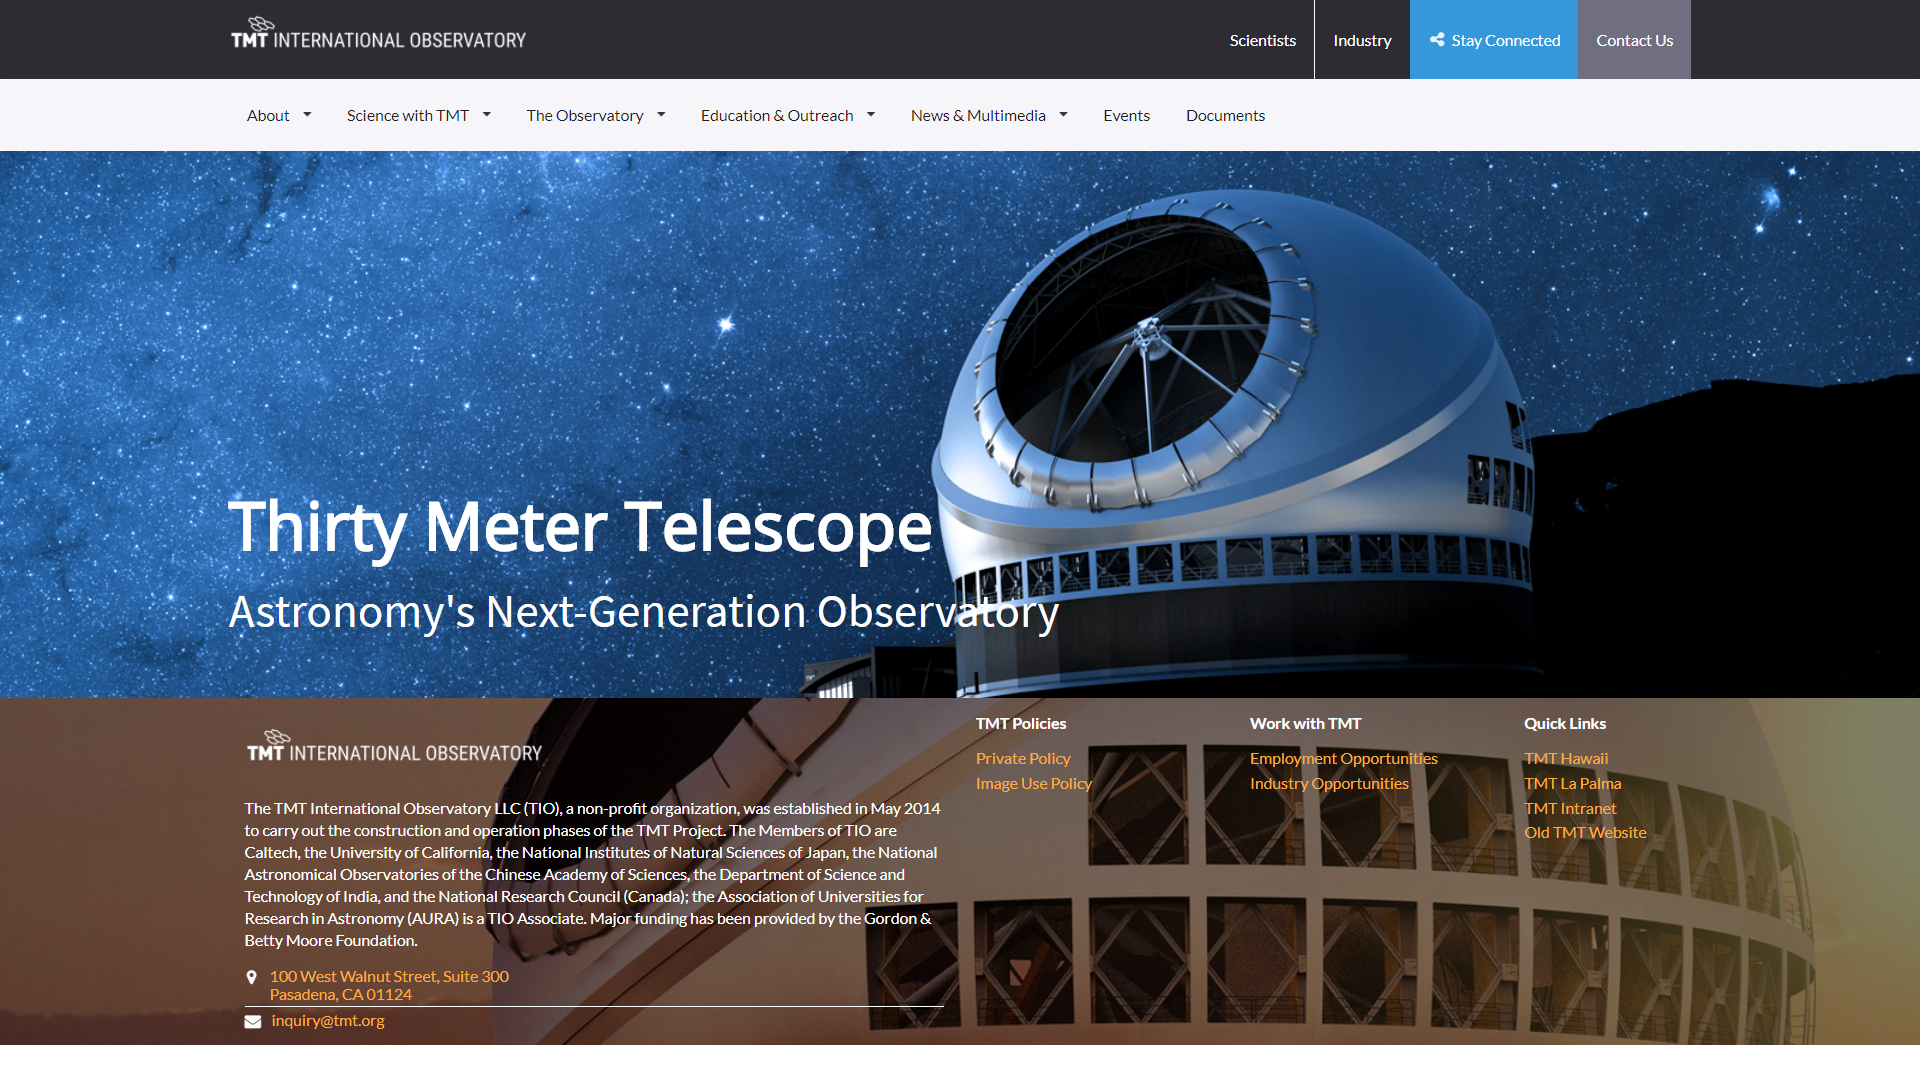 TMT INTERNATIONAL OBSERVATORY
Scientists
Industry
Stay Connected
Contact Us
About
Science with TMT
The Observatory
Education & Outreach
News & Multimedia
Events
Documents
Thirty Meter Telescope
Astronomy's Next-Generation Observatory
TMT INTERNATIONAL OBSERVATORY
The TMT International Observatory LLC (TIO), a non-profit organization, was established in May 2014
to carry out the construction and operation phases of the TMT Project. The Members of TIO are
Caltech, the University of California, the National Institutes of Natural Sciences of Japan, the National
Astronomical Observatories of the Chinese Academy of Sciences, the Department of Science and
Technology of India, and the National Research Council (Canada); the Association of Universities for
Research in Astronomy (AURA) is a TIO Associate. Major funding has been provided by the Gordon &
Betty Moore Foundation.
100 West Walnut Street, Suite 300
Pasadena, CA 01124
inquiry@tmt.org
TMT Policies
Private Policy
Image Use Policy
Work with TMT
Employment Opportunities
Industry Opportunities
Quick Links
TMT Hawaii
TMT La Palma
TMT Intranet
Old TMT Website